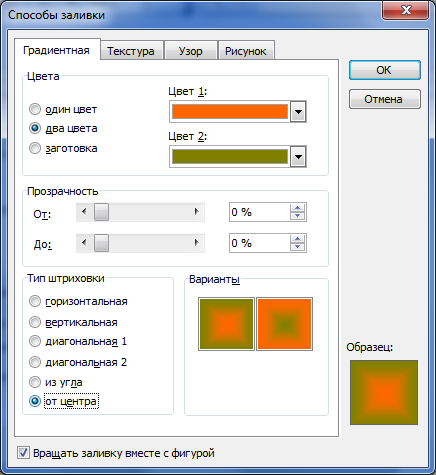 Способы заливки
Градиентная Текстура Узор Рисунок
Цвета
один цвет
два цвета
заготовка
Цвет 1:
Цвет 2:
Прозрачность
От: 0 %
До: 0 %
Тип штриховки
горизонтальная
вертикальная
диагональная 1
диагональная 2
из угла
от центра
Варианты
ОК
Отмена
Образец:
Вращать заливку вместе с фигурой